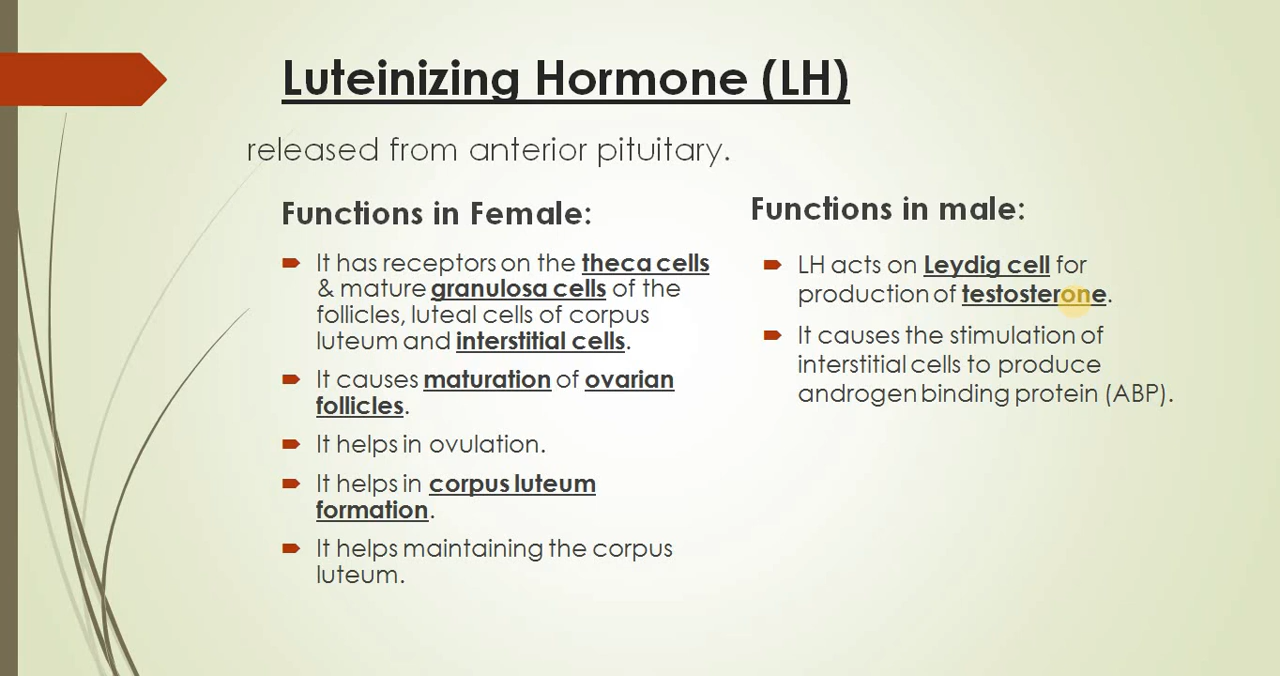 Luteinizing Hormone (LH)
released from anterior pituitary.
Functions in Female:
It has receptors on the theca cells
& mature granulosa cells of the
follicles, luteal cells of corpus
luteum and interstitial cells.
It causes maturation of ovarian
follicles.
It helps in ovulation.
It helps in corpus luteum
formation.
It helps maintaining the corpus
luteum.
Functions in male:
LH acts on Leydig cell for
production of testosterone.
It causes the stimulation of
interstitial cells to produce
androgen binding protein (ABP).